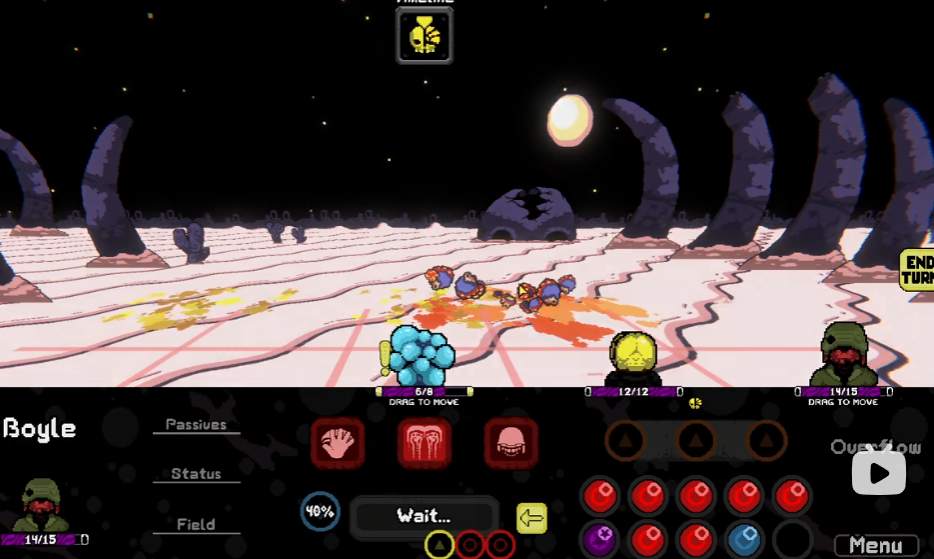 Timeline
END
TURN
6/8
DRAG TO MOVE
12/12
14/15
DRAG TO MOVE
Boyle
Passives
Status
Field
14/15
40%
Wait...
Overflow
Menu